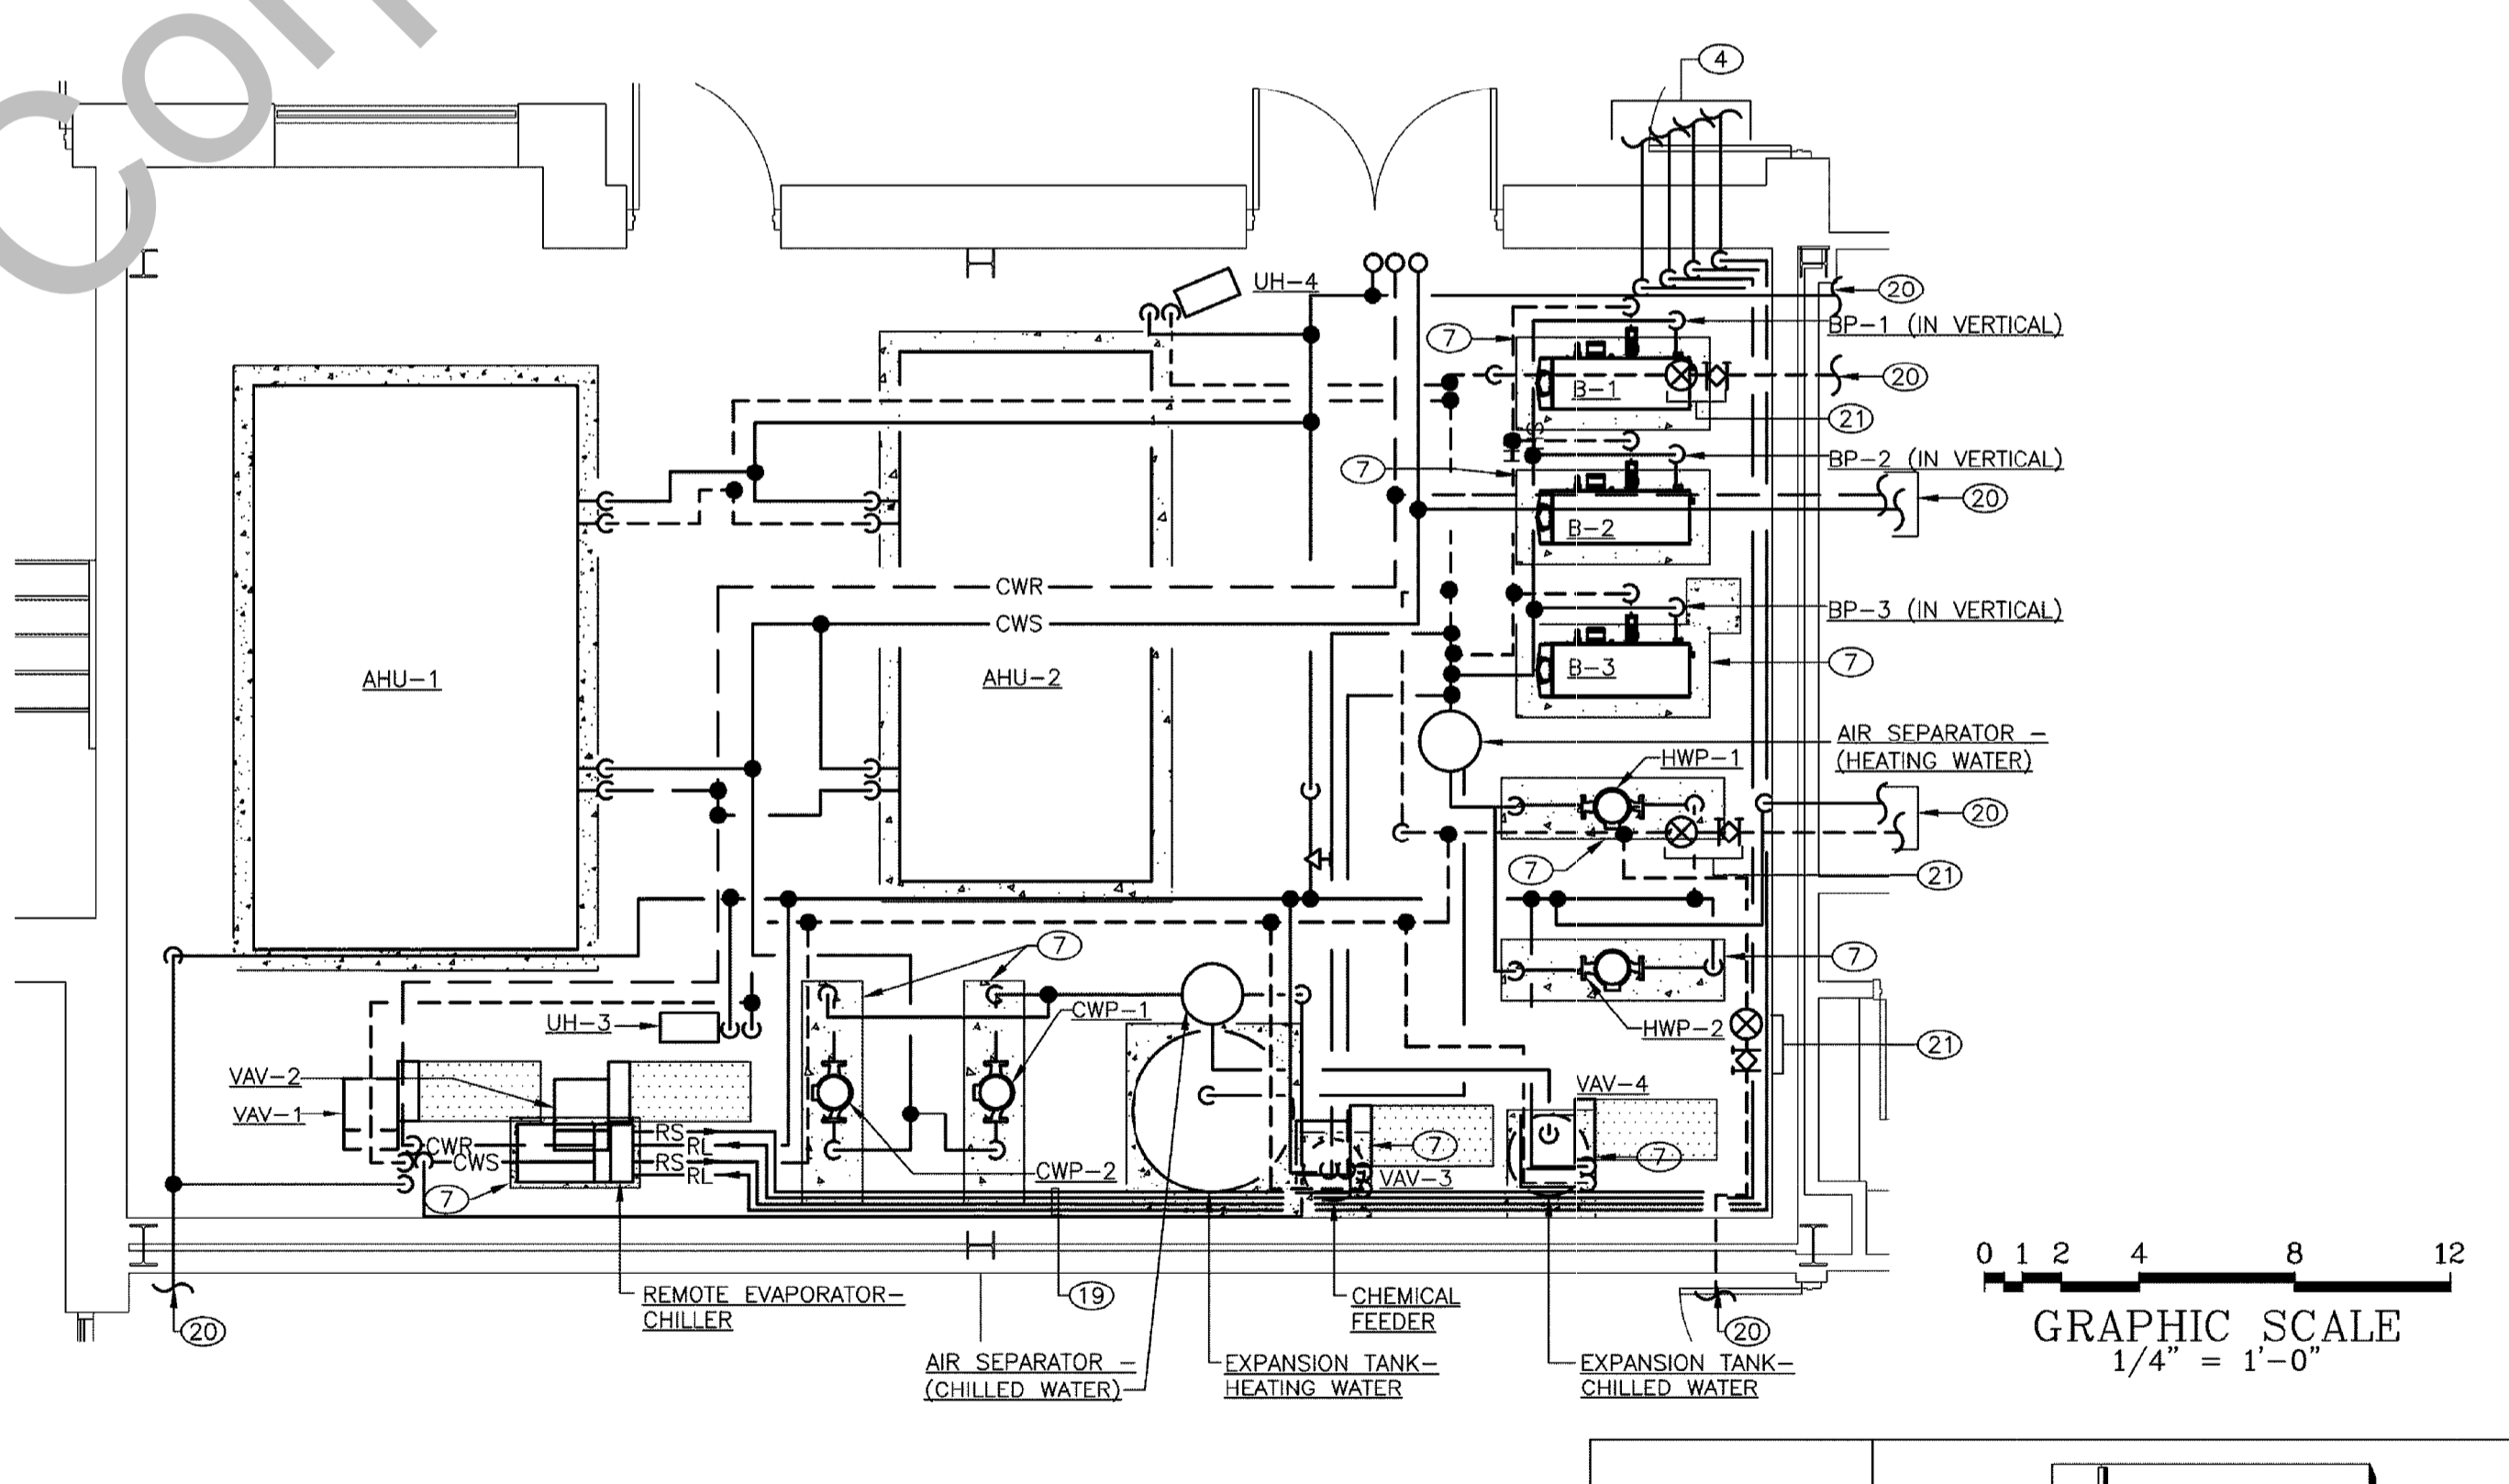 Con
4
UH-4
20
BP-1 (IN VERTICAL)
7
20
B-1
21
BP-2 (IN VERTICAL)
7
20
B-2
CWR
CWS
BP-3 (IN VERTICAL)
AHU-1
AHU-2
B-3
7
AIR SEPARATOR -
(HEATING WATER)
HWP-1
20
7
21
7
7
CWP-1
UH-3
HWP-2
21
VAV-2
VAV-1
VAV-4
CWR
CWS
RS
RL
RS
RL
7
7
7
CWP-2
VAV-3
0 1 2 4 8 12
GRAPHIC SCALE
1/4" = 1'-0"
REMOTE EVAPORATOR-
CHILLER
19
CHEMICAL
FEEDER
20
20
AIR SEPARATOR -
(CHILLED WATER)
EXPANSION TANK-
HEATING WATER
EXPANSION TANK-
CHILLED WATER